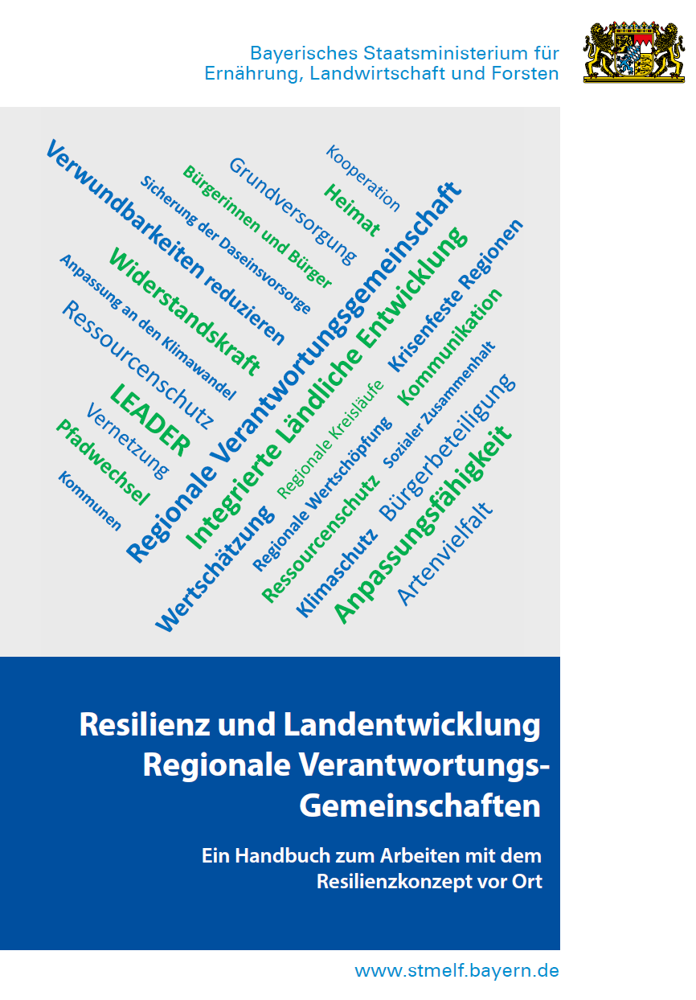 Bayerisches Staatsministerium für
Ernährung, Landwirtschaft und Forsten
Verwundbarkeiten reduzieren
Sicherung der Daseinsvorsorge
Bürgerinnen und Bürger
Grundversorgung
Kooperation
Heimat
Anpassung an den Klimawandel
Widerstandskraft
Ressourcenschutz
LEADER
Vernetzung
Pfadwechsel
Kommunen
Regionale Verantwortungsgemeinschaft
Integrierte Ländliche Entwicklung
Krisenfeste Regionen
Kommunikation
Regionale Kreisläufe
Sozialer Zusammenhalt
Wertschätzung
Regionale Wertschöpfung
Bürgerbeteiligung
Ressourcenschutz
Klimaschutz
Anpassungsfähigkeit
Artenvielfalt
Resilienz und Landentwicklung
Regionale Verantwortungs-
Gemeinschaften
Ein Handbuch zum Arbeiten mit dem
Resilienzkonzept vor Ort
www.stmelf.bayern.de